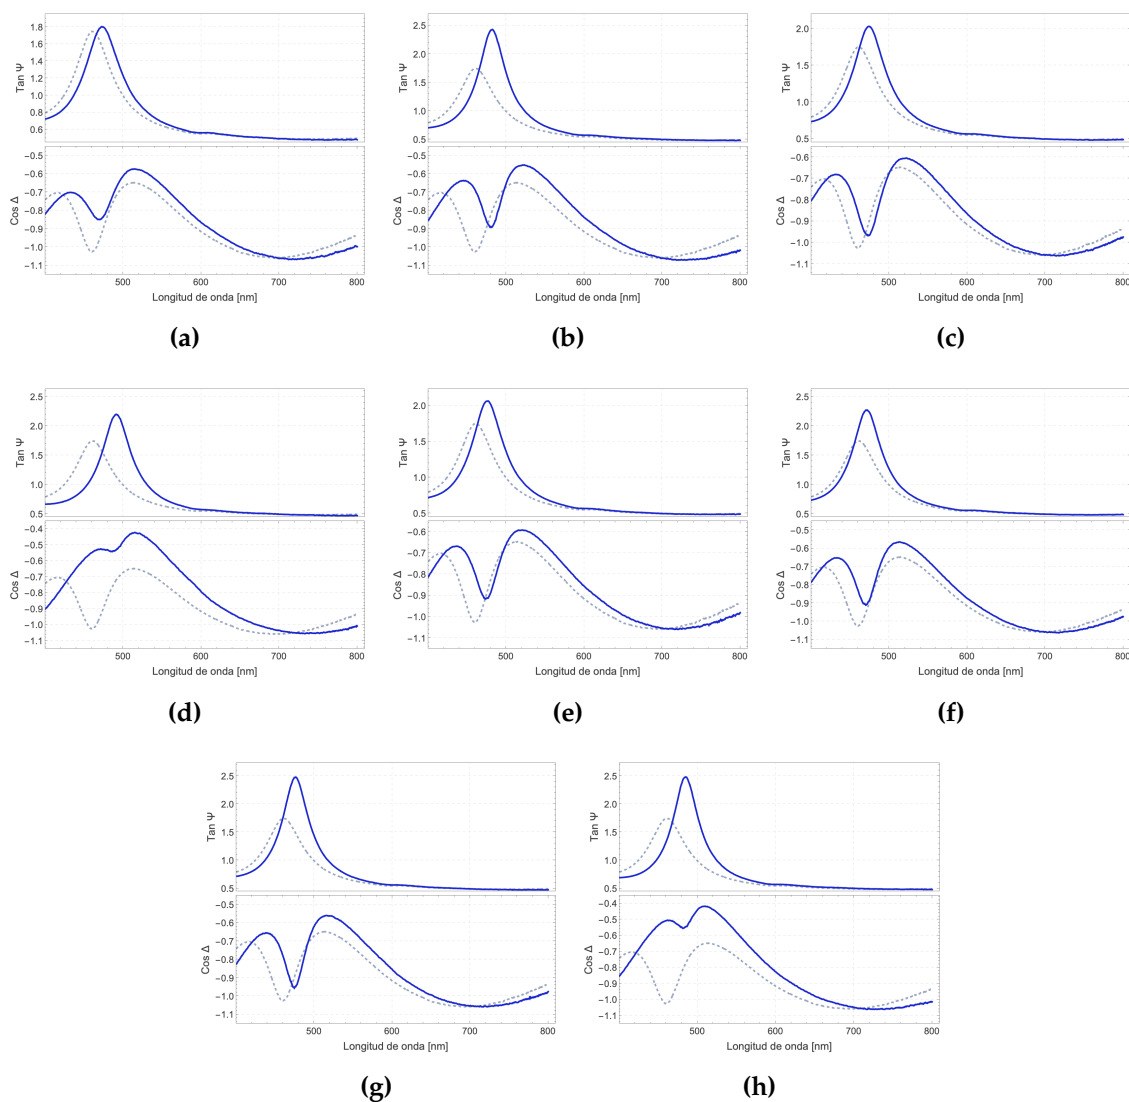 1.8
1.6
1.4
1.2
1.0
0.8
0.6
Tan Ψ
−0.5
−0.6
−0.7
−0.8
−0.9
−1.0
−1.1
Cos Δ
500 600 700 800
Longitud de onda [nm]
(a)
2.5
2.0
1.5
1.0
0.5
Tan Ψ
−0.5
−0.6
−0.7
−0.8
−0.9
−1.0
−1.1
Cos Δ
500 600 700 800
Longitud de onda [nm]
(b)
2.0
1.5
1.0
0.5
Tan Ψ
−0.6
−0.7
−0.8
−0.9
−1.0
−1.1
Cos Δ
500 600 700 800
Longitud de onda [nm]
(c)
2.5
2.0
1.5
1.0
0.5
Tan Ψ
−0.4
−0.5
−0.6
−0.7
−0.8
−0.9
−1.0
−1.1
Cos Δ
500 600 700 800
Longitud de onda [nm]
(d)
2.0
1.5
1.0
0.5
Tan Ψ
−0.6
−0.7
−0.8
−0.9
−1.0
−1.1
Cos Δ
500 600 700 800
Longitud de onda [nm]
(e)
2.0
1.5
1.0
0.5
Tan Ψ
−0.5
−0.6
−0.7
−0.8
−0.9
−1.0
−1.1
Cos Δ
500 600 700 800
Longitud de onda [nm]
(f)
2.5
2.0
1.5
1.0
0.5
Tan Ψ
−0.5
−0.6
−0.7
−0.8
−0.9
−1.0
−1.1
Cos Δ
500 600 700 800
Longitud de onda [nm]
(g)
2.5
2.0
1.5
1.0
0.5
Tan Ψ
−0.4
−0.5
−0.6
−0.7
−0.8
−0.9
−1.0
−1.1
Cos Δ
500 600 700 800
Longitud de onda [nm]
(h)